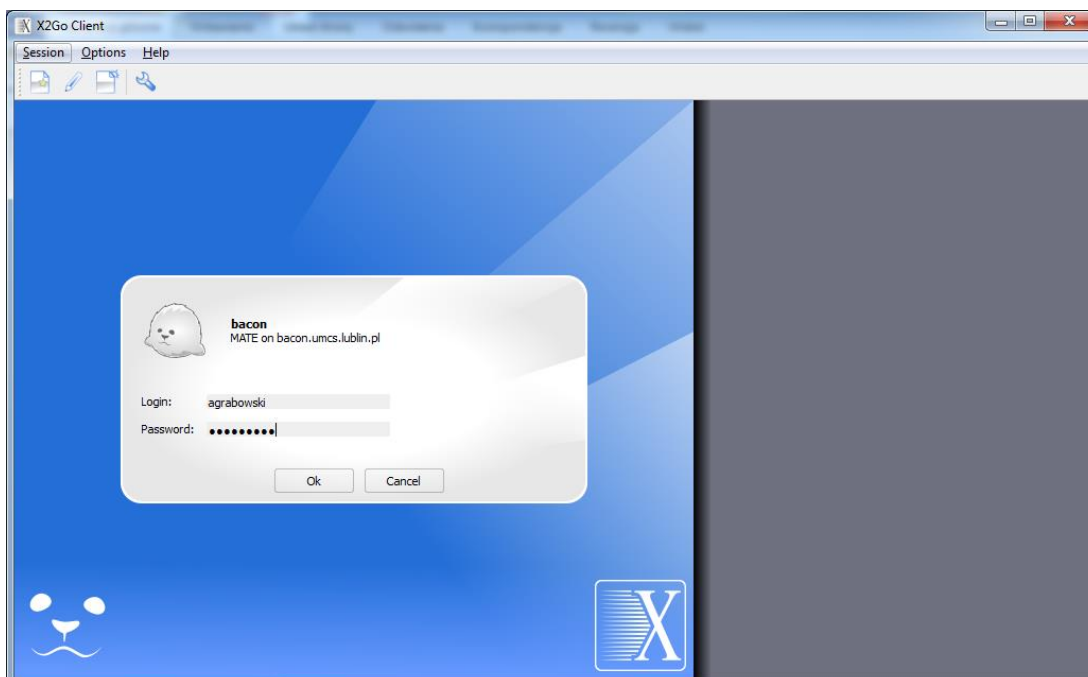 X2Go Client
Session Options Help
bacon
MATE on bacon.umcs.lublin.pl
Login: agrabowski
Password: ●●●●●●●●●
Ok Cancel
X